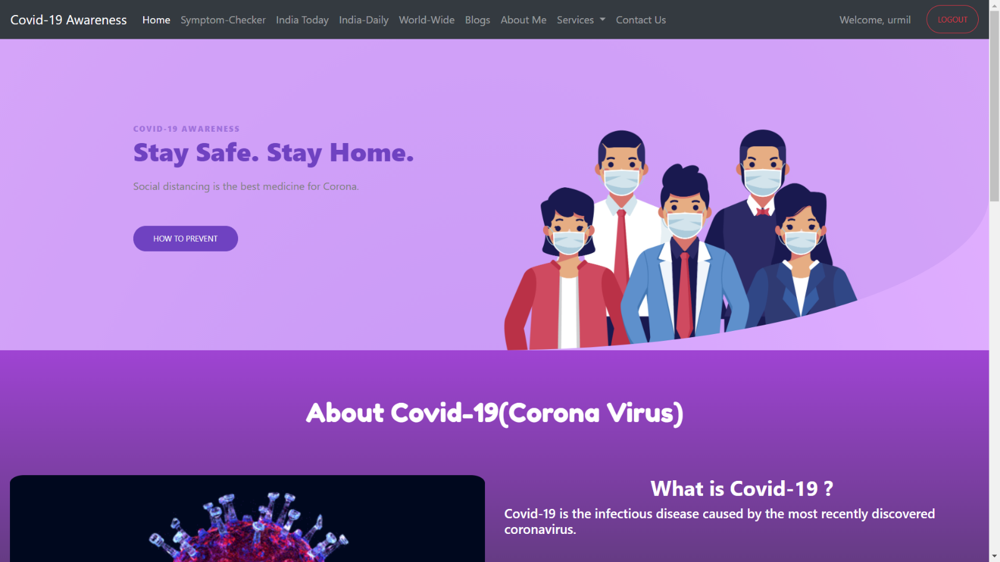 Covid-19 Awareness Home Symptom-Checker India Today India-Daily World-Wide Blogs About Me Services Contact Us Welcome, urmil LOGOUT
COVID-19 AWARENESS
Stay Safe. Stay Home.
Social distancing is the best medicine for Corona.
HOW TO PREVENT
About Covid-19(Corona Virus)
What is Covid-19 ?
Covid-19 is the infectious disease caused by the most recently discovered
coronavirus.